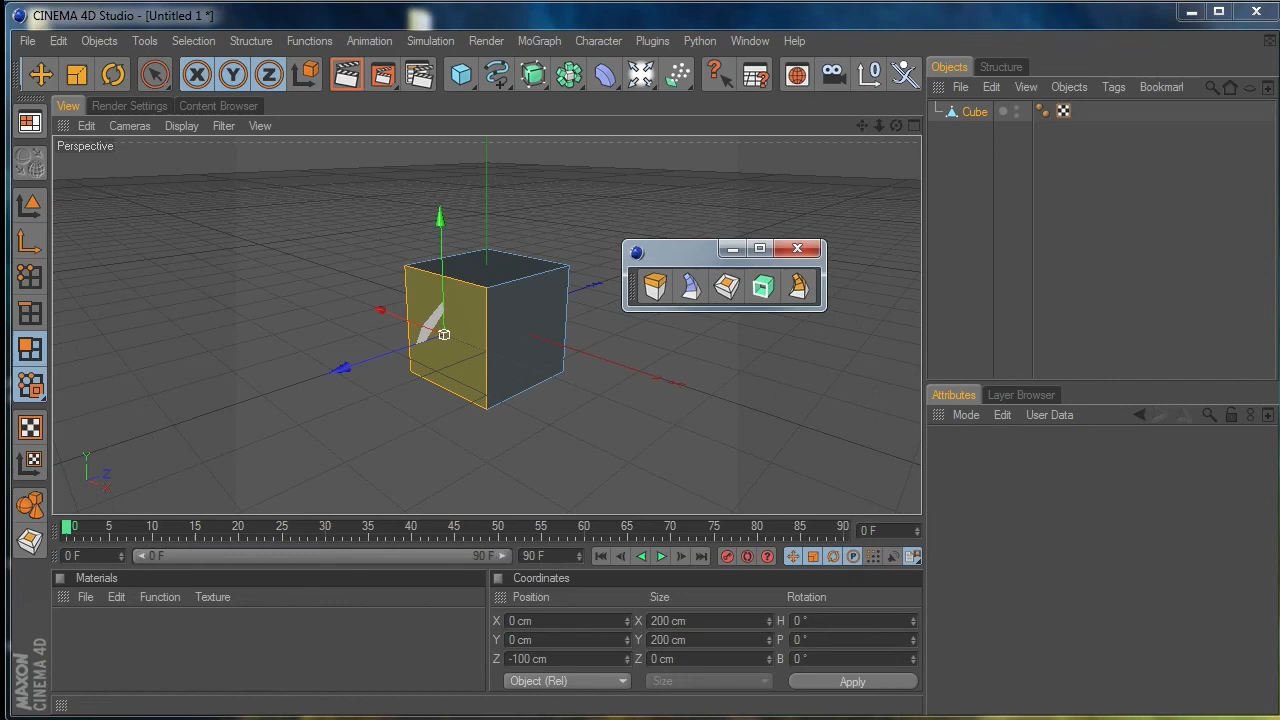 CINEMA 4D Studio - [Untitled 1 *]
File Edit Objects Tools Selection Structure Functions Animation Simulation Render MoGraph Character Plugins Python Window Help
X Y Z
0
View Render Settings Content Browser
Edit Cameras Display Filter View
Perspective
Y
Z
X
0 5 10 15 20 25 30 35 40 45 50 55 60 65 70 75 80 85 90
0 F
0 F 0 F 90 F 90 F
P
Materials
File Edit Function Texture
Coordinates
Position Size Rotation
X 0 cm X 200 cm H 0 °
Y 0 cm Y 200 cm P 0 °
Z -100 cm Z 0 cm B 0 °
Object (Rel) Size Apply
Objects Structure
File Edit View Objects Tags Bookmarl
Cube
Attributes Layer Browser
Mode Edit User Data
MAXON
CINEMA 4D